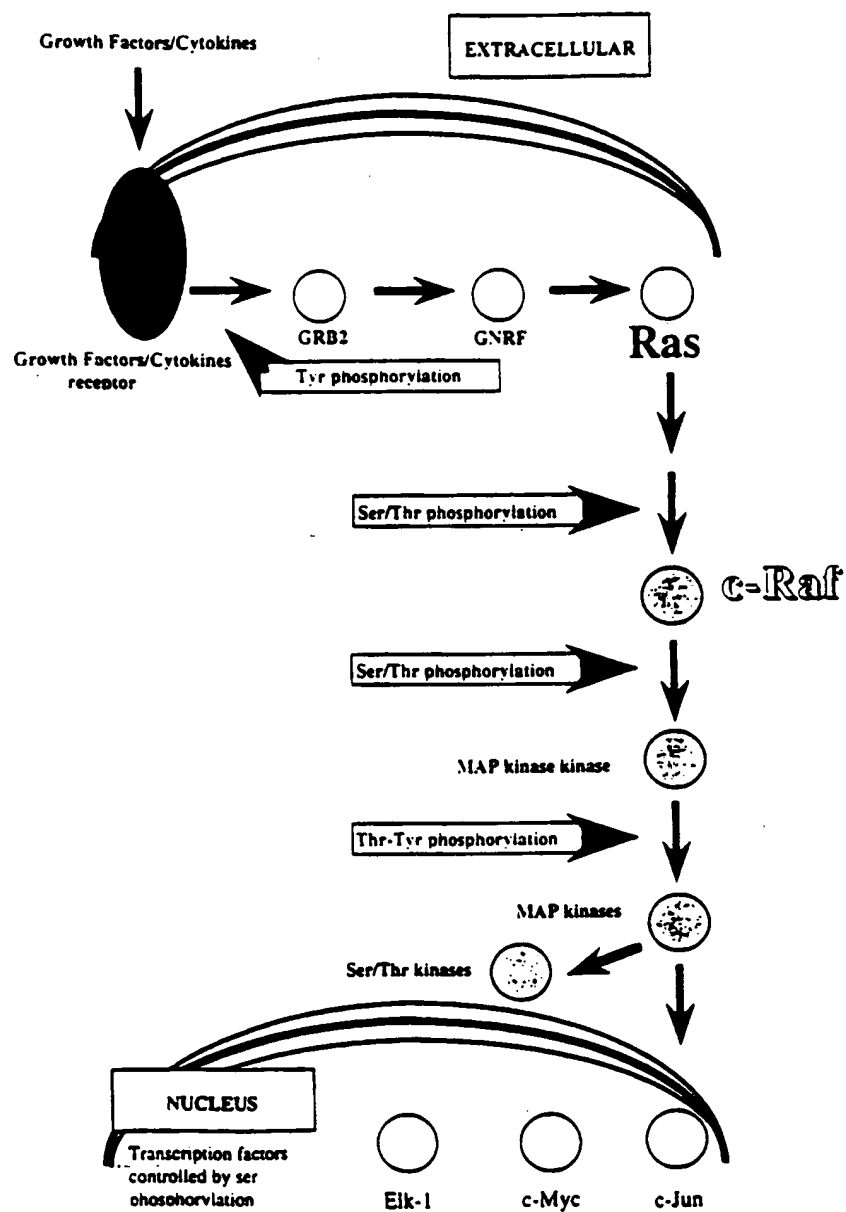 Growth Factors/Cytokines
EXTRACELLULAR
GRB2
GNRF
Ras
Growth Factors/Cytokines
receptor
Tyr phosphorylation
Ser/Thr phosphorylation
c-Raf
Ser/Thr phosphorylation
MAP kinase kinase
Thr-Tyr phosphorylation
MAP kinases
Ser/Thr kinases
NUCLEUS
Transcription factors
controlled by ser
phosphorylation
Elk-1
c-Myc
c-Jun